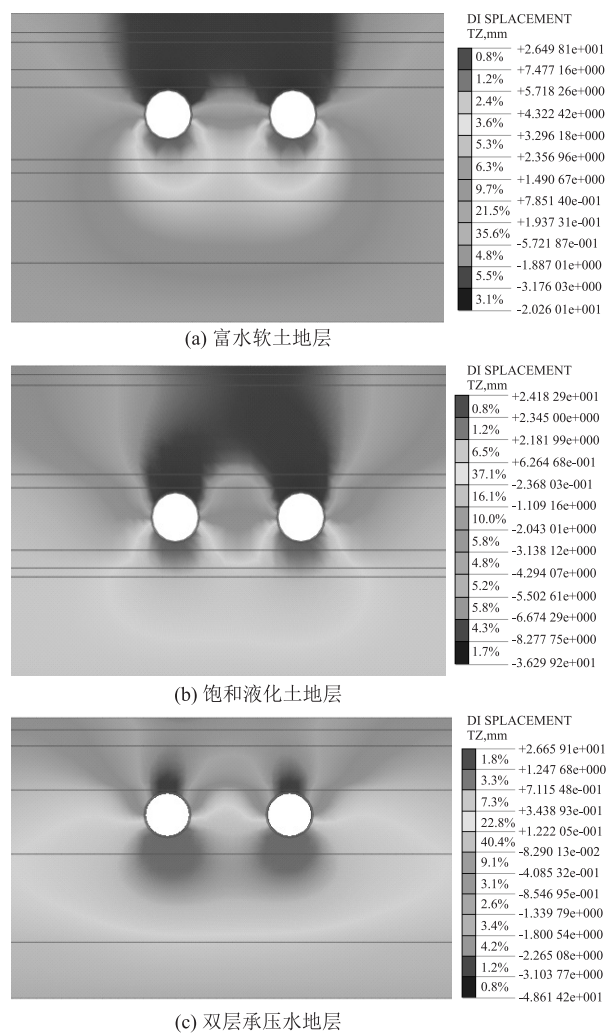 DI SPLACEMENT
TZ,mm
+2.649 81e+001
0.8%
+7.477 16e+000
1.2%
+5.718 26e+000
2.4%
+4.322 42e+000
3.6%
+3.296 18e+000
5.3%
+2.356 96e+000
6.3%
+1.490 67e+000
9.7%
+7.851 40e-001
21.5%
+1.937 31e-001
35.6%
-5.721 87e-001
4.8%
-1.887 01e+000
5.5%
-3.176 03e+000
3.1%
-2.026 01e+001
(a) 富水软土地层
DI SPLACEMENT
TZ,mm
+2.418 29e+001
0.8%
+2.345 00e+000
1.2%
+2.181 99e+000
6.5%
+6.264 68e-001
37.1%
-2.368 03e-001
16.1%
-1.109 16e+000
10.0%
-2.043 01e+000
5.8%
-3.138 12e+000
4.8%
-4.294 07e+000
5.2%
-5.502 61e+000
5.8%
-6.674 29e+000
4.3%
-8.277 75e+000
1.7%
-3.629 92e+001
(b) 饱和液化土地层
DI SPLACEMENT
TZ,mm
+2.665 91e+001
1.8%
+1.247 68e+000
3.3%
+7.115 48e-001
7.3%
+3.438 93e-001
22.8%
+1.222 05e-001
40.4%
-8.290 13e-002
9.1%
-4.085 32e-001
3.1%
-8.546 95e-001
2.6%
-1.339 79e+000
3.4%
-1.800 54e+000
4.2%
-2.265 08e+000
1.2%
-3.103 77e+000
0.8%
-4.861 42e+001
(c) 双层承压水地层